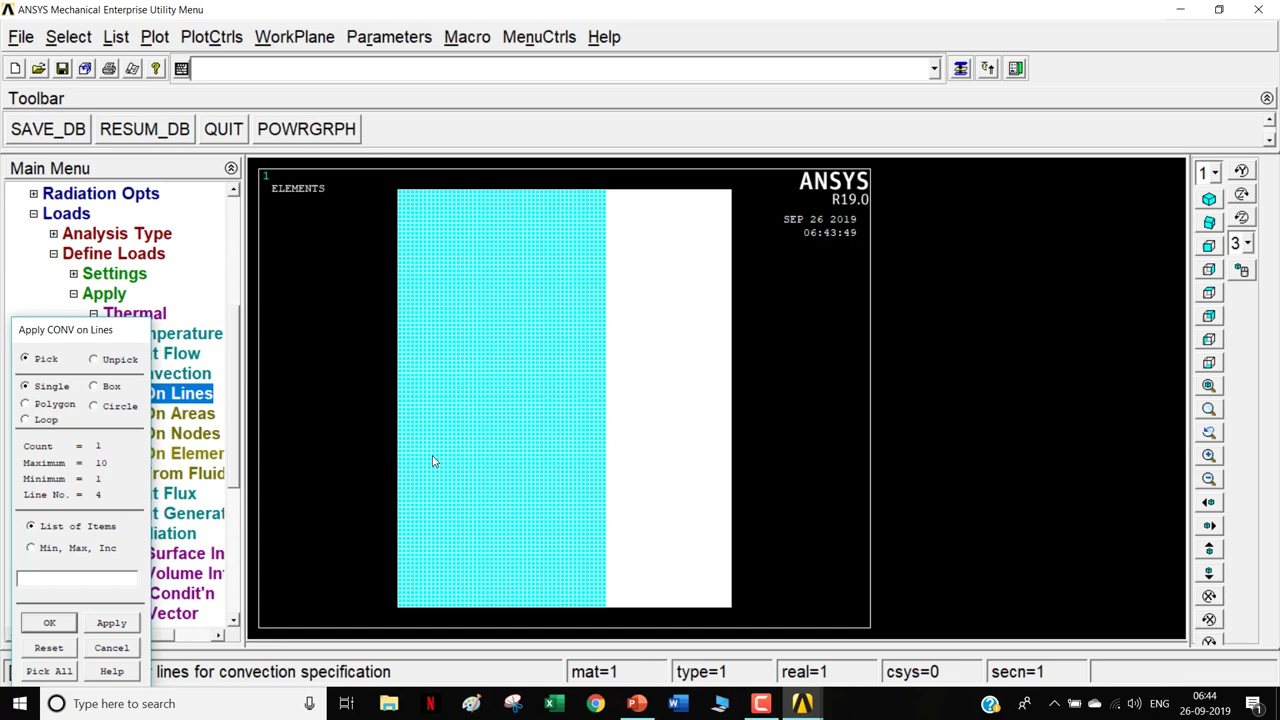 ANSYS Mechanical Enterprise Utility Menu
File Select List Plot PlotCtrls WorkPlane Parameters Macro MenuCtrls Help
Toolbar
SAVE_DB RESUM_DB QUIT POWRGRPH
Main Menu
Radiation Opts
Loads
Analysis Type
Define Loads
Settings
Apply
Thermal
nperature
t Flow
nvection
On Lines
On Areas
On Nodes
On Elemen
From Fluid
t Flux
t Generat
liation
Surface In
Volume Int
Condit'n
Vector
Apply CONV on Lines
Pick Unpick
Single Box
Polygon Circle
Loop
Count = 1
Maximum = 10
Minimum = 1
Line No. = 4
List of Items
Min, Max, Inc
OK Apply
Reset Cancel
Pick All Help
1
ELEMENTS
ANSYS
R19.0
SEP 26 2019
06:43:49
1
3
lines for convection specification
mat=1 type=1 real=1 csys=0 secn=1
Type here to search
ENG
06:44
26-09-2019
1